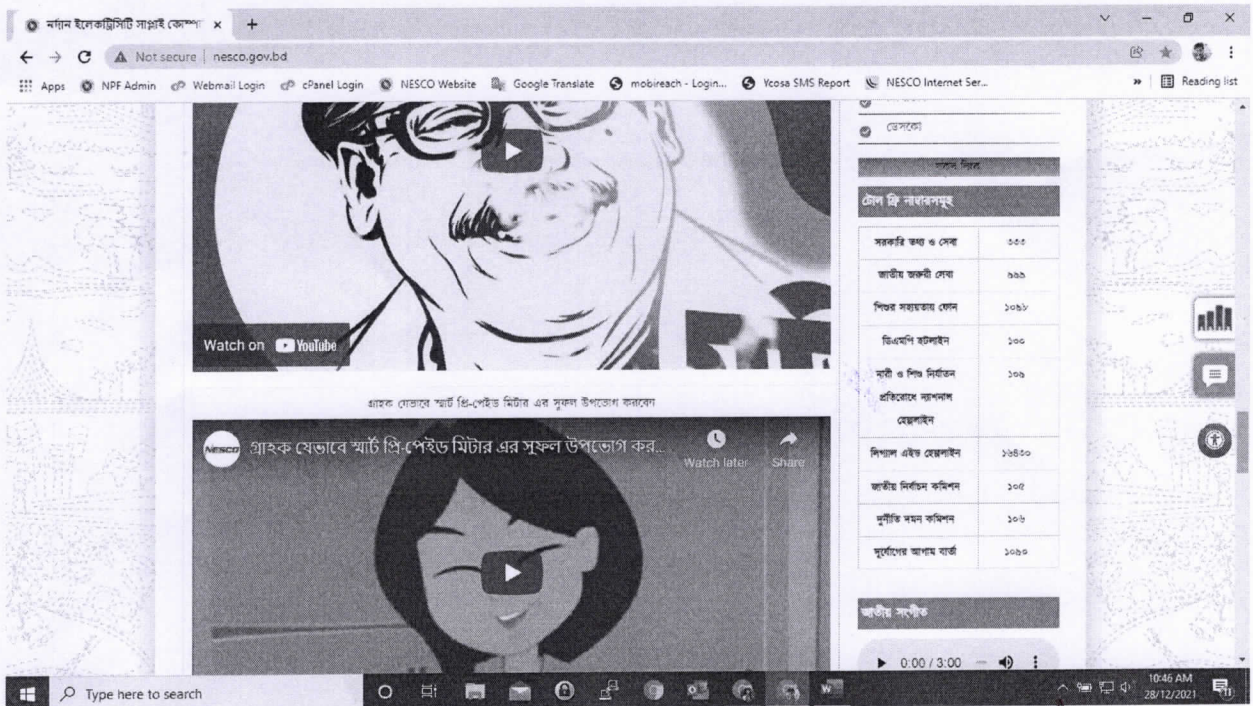 নর্দান ইলেকট্রিসিটি সাপ্লাই কোম্পা
Not secure nesco.gov.bd
Apps NPF Admin Webmail Login cPanel Login NESCO Website Google Translate mobireach - Login... Ycosa SMS Report NESCO Internet Ser... » Reading list
ডেসকো
টোল ফ্রি নাম্বারসমূহ
সরকারি তথ্য ও সেবা ৩৩৩
জাতীয় জরুরী সেবা ৯৯৯
শিশুর সহায়তায় ফোন ১০৯৮
ডিএমপি হটলাইন ১০০
নারী ও শিশু নির্যাতন ১০৯
প্রতিরোধে ন্যাশনাল
হেল্পলাইন
লিগ্যাল এইড হেল্পলাইন ১৬৪৩০
জাতীয় নির্বাচন কমিশন ১০৫
দুর্নীতি দমন কমিশন ১০৬
দুর্যোগের আগাম বার্তা ১০৯০
জাতীয় সংগীত
0:00 / 3:00
Watch on YouTube
গ্রাহক যেভাবে স্মার্ট প্রি-পেইড মিটার এর সুফল উপভোগ করবেন
NESCO গ্রাহক যেভাবে স্মার্ট প্রি-পেইড মিটার এর সুফল উপভোগ কর...
Watch later Share
Type here to search
10:46 AM
28/12/2021